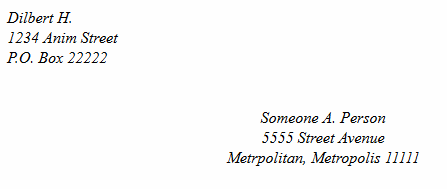 Dilbert H.
1234 Anim Street
P.O. Box 22222
Someone A. Person
5555 Street Avenue
Metrpolitan, Metropolis 11111